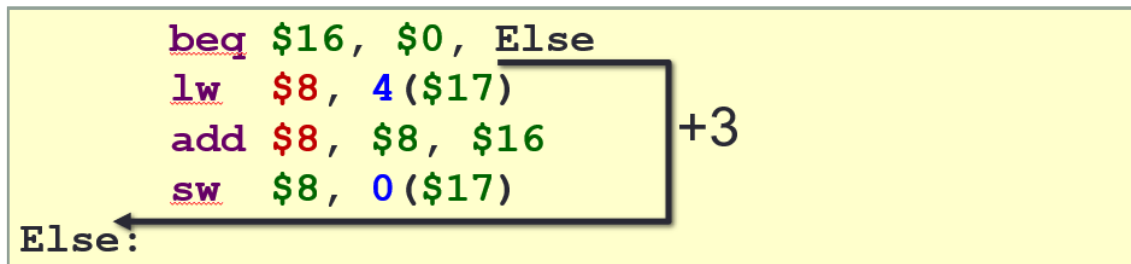 beq $16, $0, Else
lw $8, 4($17)
add $8, $8, $16
+3
sw $8, 0($17)
Else: